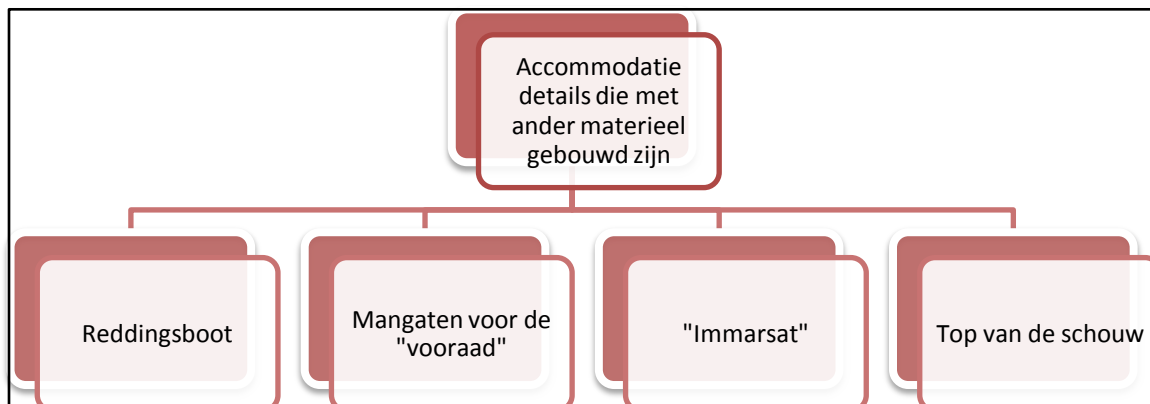 Accommodatie
details die met
ander materieel
gebouwd zijn
Reddingsboot
Mangaten voor de
"vooraad"
"Immarsat"
Top van de schouw